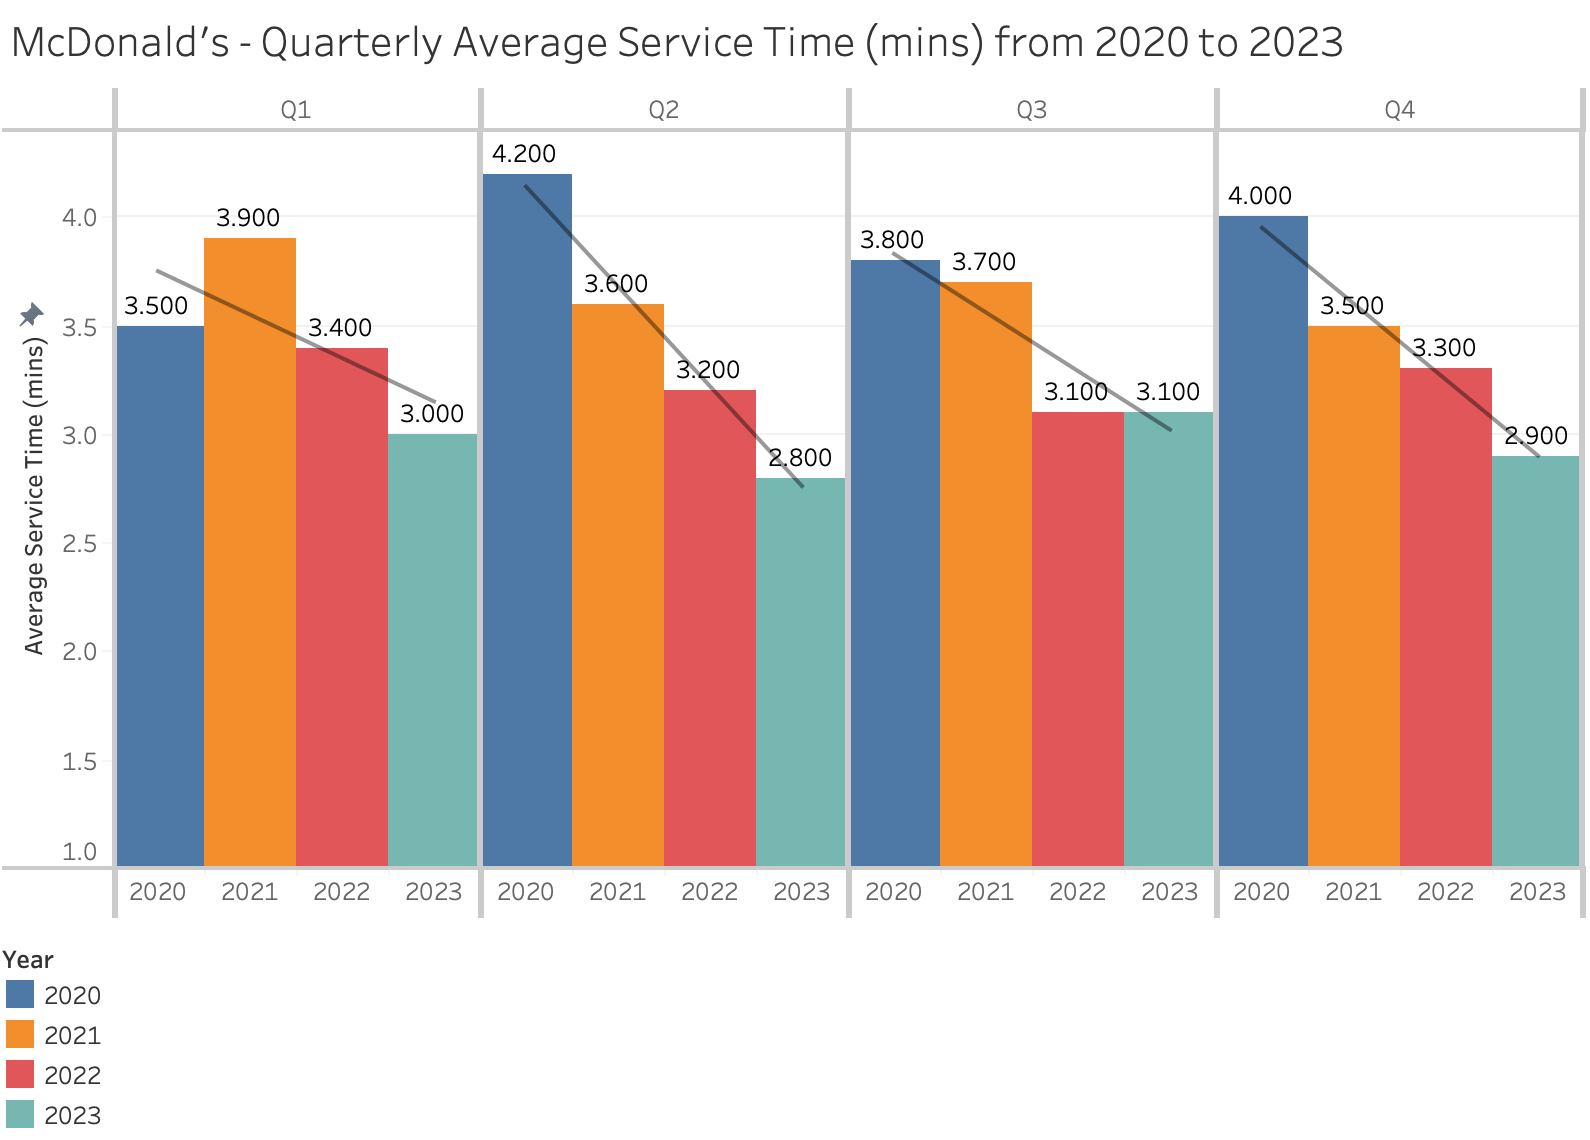 McDonald's - Quarterly Average Service Time (mins) from 2020 to 2023
Q1 Q2 Q3 Q4
Average Service Time (mins)
4.0
3.5
3.0
2.5
2.0
1.5
1.0
3.500 3.900 3.400 3.000
4.200 3.600 3.200 2.800
3.800 3.700 3.100 3.100
4.000 3.500 3.300 2.900
2020 2021 2022 2023 2020 2021 2022 2023 2020 2021 2022 2023 2020 2021 2022 2023
Year
2020
2021
2022
2023